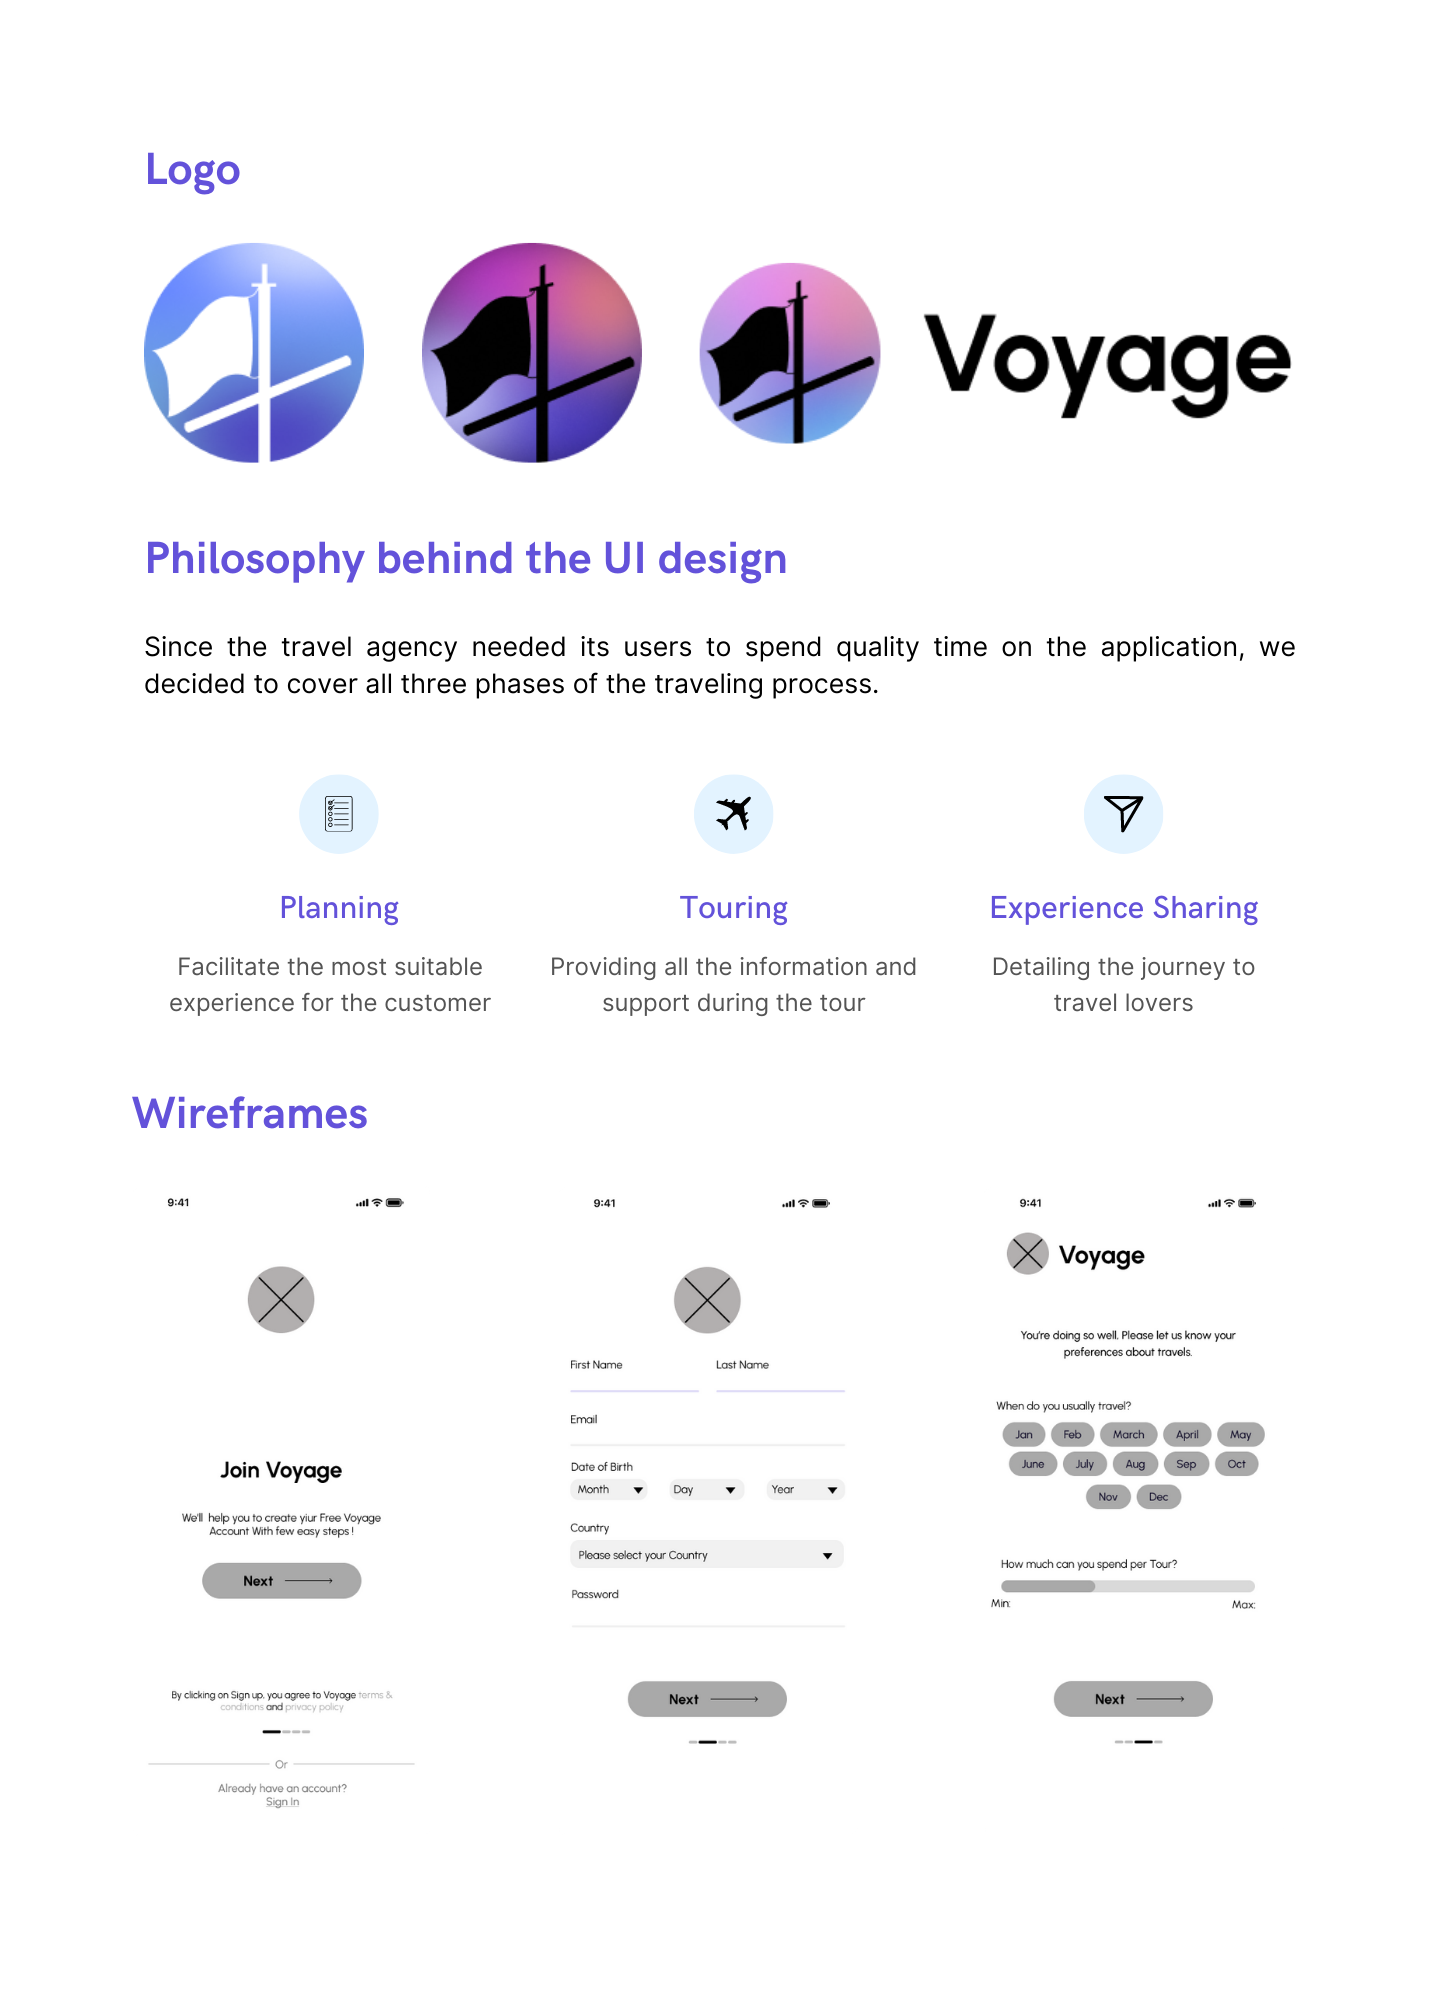 Logo
Voyage
Philosophy behind the UI design
Since the travel agency needed its users to spend quality time on the application, we
decided to cover all three phases of the traveling process.
Planning
Facilitate the most suitable
experience for the customer
Touring
Providing all the information and
support during the tour
Experience Sharing
Detailing the journey to
travel lovers
Wireframes
9:41
Join Voyage
We'll help you to create yiur Free Voyage
Account With few easy steps !
Next
By clicking on Sign up, you agree to Voyage terms &
conditions and privacy policy
Or
Already have an account?
Sign In
9:41
First Name Last Name
Email
Date of Birth
Month Day Year
Country
Please select your Country
Password
Next
9:41
Voyage
You're doing so well. Please let us know your
preferences about travels.
When do you usually travel?
Jan Feb March April May
June July Aug Sep Oct
Nov Dec
How much can you spend per Tour?
Min: Max:
Next